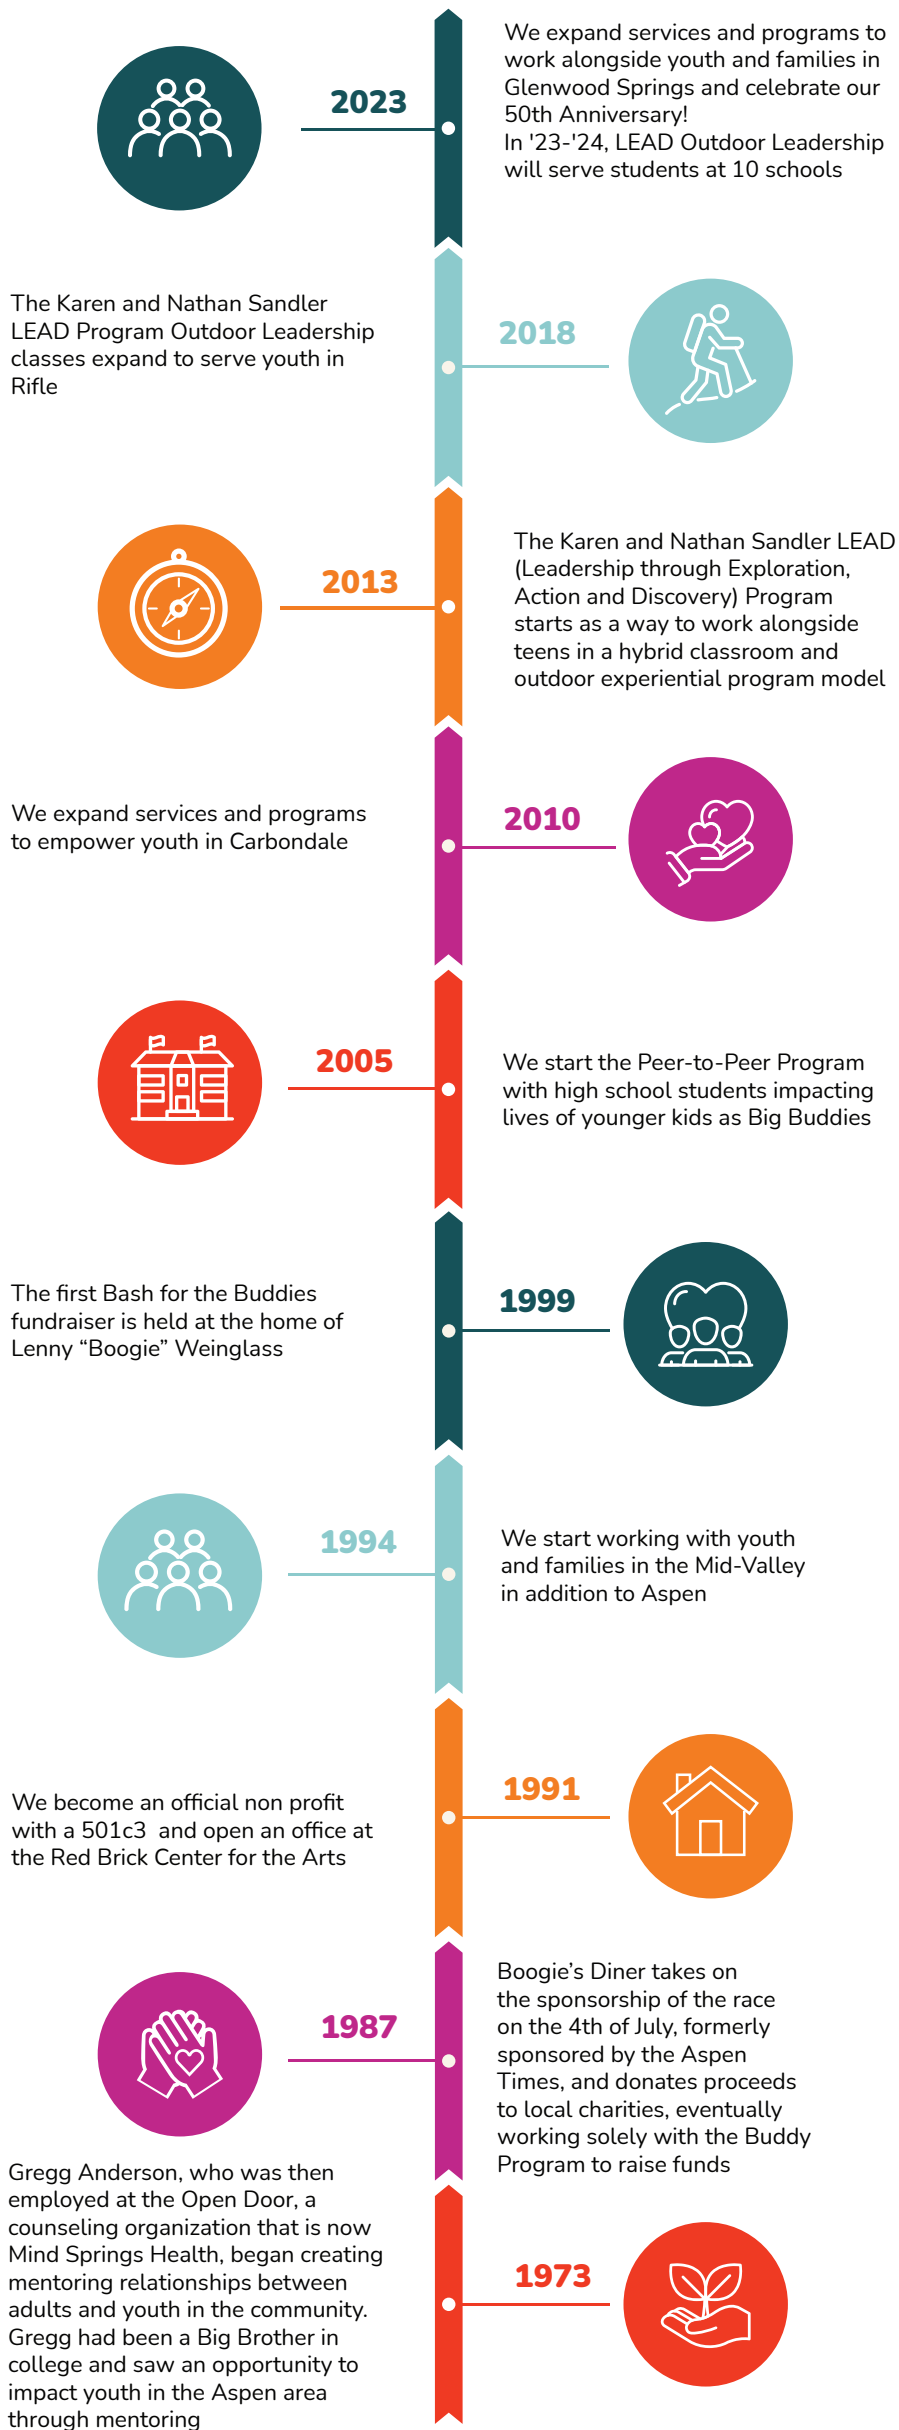 2023
We expand services and programs to
work alongside youth and families in
Glenwood Springs and celebrate our
50th Anniversary!
In '23-'24, LEAD Outdoor Leadership
will serve students at 10 schools
2018
The Karen and Nathan Sandler
LEAD Program Outdoor Leadership
classes expand to serve youth in
Rifle
2013
The Karen and Nathan Sandler LEAD
(Leadership through Exploration,
Action and Discovery) Program
starts as a way to work alongside
teens in a hybrid classroom and
outdoor experiential program model
2010
We expand services and programs
to empower youth in Carbondale
2005
We start the Peer-to-Peer Program
with high school students impacting
lives of younger kids as Big Buddies
1999
The first Bash for the Buddies
fundraiser is held at the home of
Lenny “Boogie” Weinglass
1994
We start working with youth
and families in the Mid-Valley
in addition to Aspen
1991
We become an official non profit
with a 501c3  and open an office at
the Red Brick Center for the Arts
1987
Boogie’s Diner takes on
the sponsorship of the race
on the 4th of July, formerly
sponsored by the Aspen
Times, and donates proceeds
to local charities, eventually
working solely with the Buddy
Program to raise funds
1973
Gregg Anderson, who was then
employed at the Open Door, a
counseling organization that is now
Mind Springs Health, began creating
mentoring relationships between
adults and youth in the community.
Gregg had been a Big Brother in
college and saw an opportunity to
impact youth in the Aspen area
through mentoring